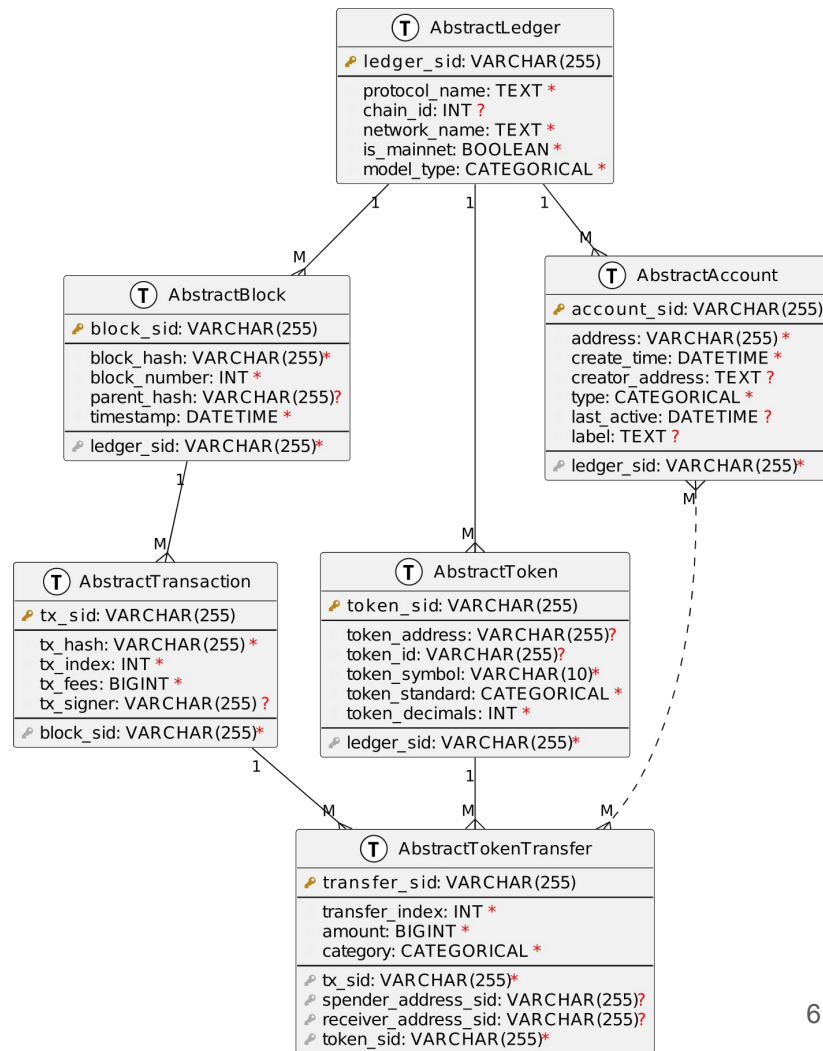 T AbstractLedger
ledger_sid: VARCHAR(255)
protocol_name: TEXT *
chain_id: INT ?
network_name: TEXT *
is_mainnet: BOOLEAN *
model_type: CATEGORICAL *
1
1
1
M
M
T AbstractBlock
block_sid: VARCHAR(255)
block_hash: VARCHAR(255)*
block_number: INT *
parent_hash: VARCHAR(255)?
timestamp: DATETIME *
ledger_sid: VARCHAR(255)*
T AbstractAccount
account_sid: VARCHAR(255)
address: VARCHAR(255) *
create_time: DATETIME *
creator_address: TEXT ?
type: CATEGORICAL *
last_active: DATETIME ?
label: TEXT ?
ledger_sid: VARCHAR(255)*
1
M
M
M
T AbstractTransaction
tx_sid: VARCHAR(255)
tx_hash: VARCHAR(255) *
tx_index: INT *
tx_fees: BIGINT *
tx_signer: VARCHAR(255) ?
block_sid: VARCHAR(255)*
T AbstractToken
token_sid: VARCHAR(255)
token_address: VARCHAR(255)?
token_id: VARCHAR(255)?
token_symbol: VARCHAR(10)*
token_standard: CATEGORICAL *
token_decimals: INT *
ledger_sid: VARCHAR(255)*
1
1
M
M
M
T AbstractTokenTransfer
transfer_sid: VARCHAR(255)
transfer_index: INT *
amount: BIGINT *
category: CATEGORICAL *
tx_sid: VARCHAR(255)*
spender_address_sid: VARCHAR(255)?
receiver_address_sid: VARCHAR(255)?
token_sid: VARCHAR(255)*
6